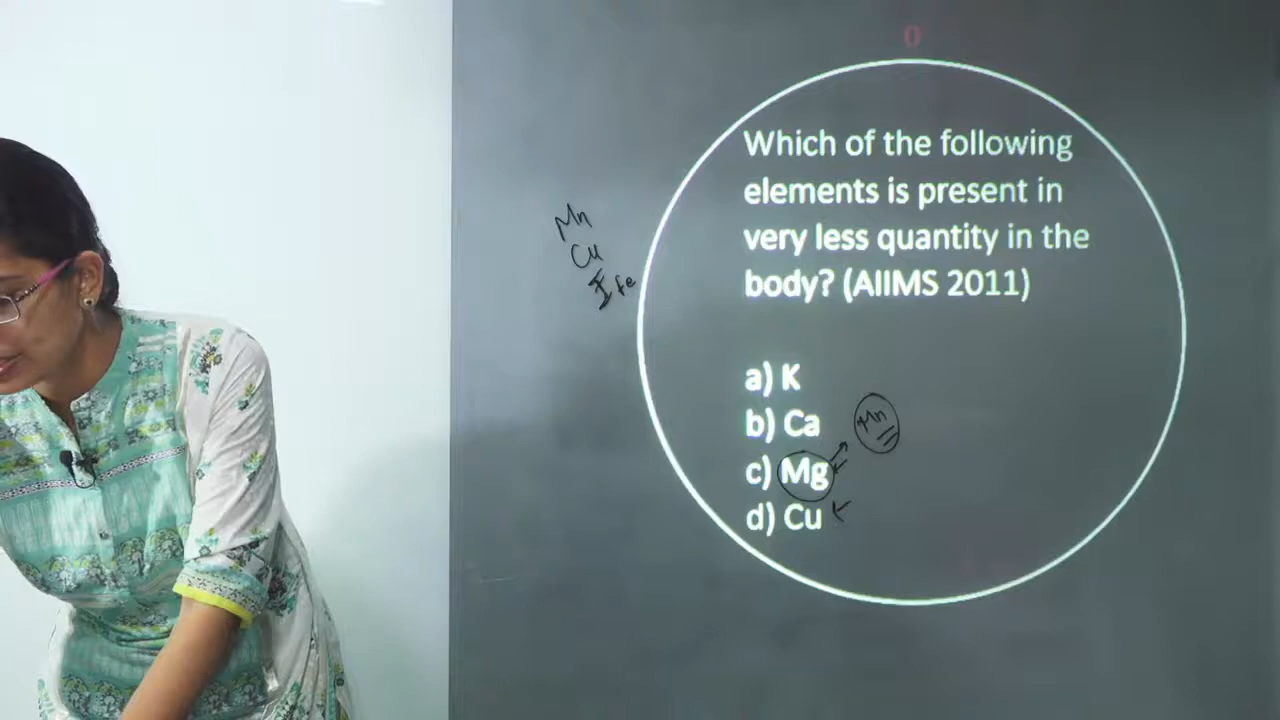 0
Which of the following
elements is present in
very less quantity in the
body? (AIIMS 2011)
Mn
Cu
I fe
a) K
b) Ca
Mn
c) Mg
d) Cu